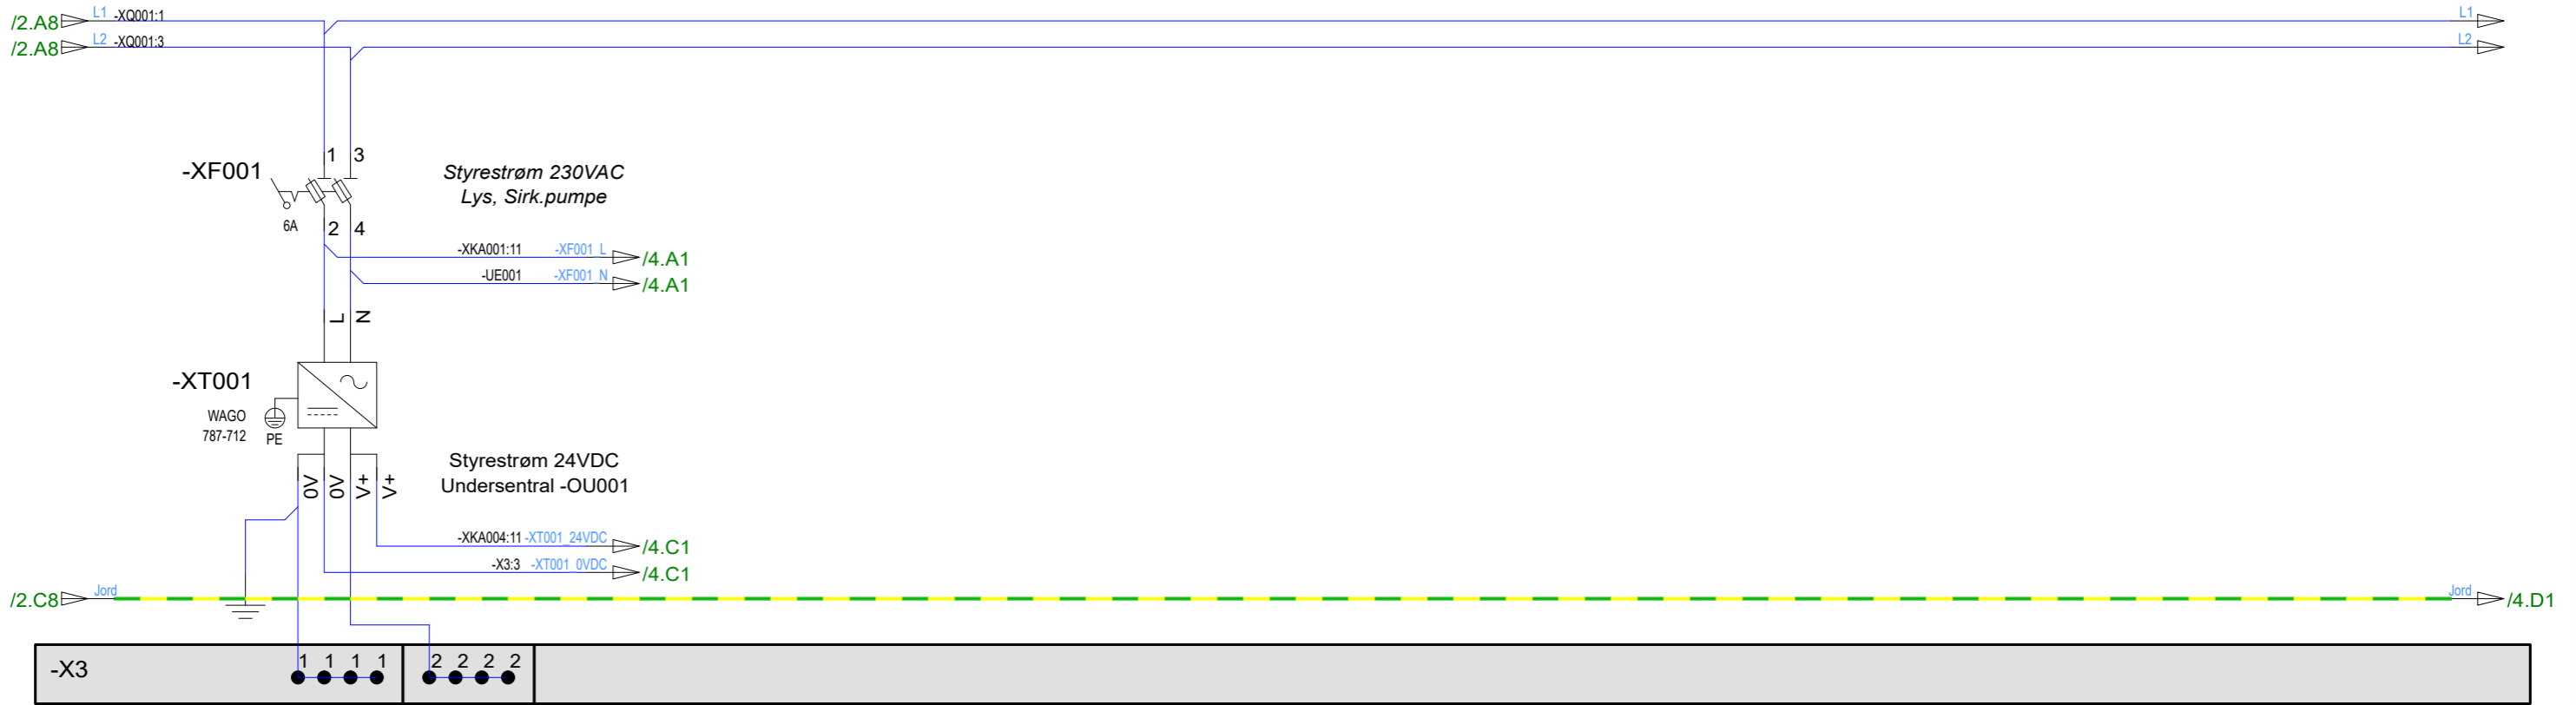 /2.A8 L1 -XQ001:1 L1
/2.A8 L2 -XQ001:3 L2
1 3
-XF001
6A
2 4
Styrestrøm 230VAC
Lys, Sirk.pumpe
-XKA001:11 -XF001_L /4.A1
-UE001 -XF001_N /4.A1
L N
-XT001
WAGO
787-712
PE
0V 0V V+ V+
Styrestrøm 24VDC
Undersentral -OU001
-XKA004:11 -XT001_24VDC /4.C1
-X3:3 -XT001_0VDC /4.C1
/2.C8 Jord Jord /4.D1
-X3 1 1 1 1 2 2 2 2